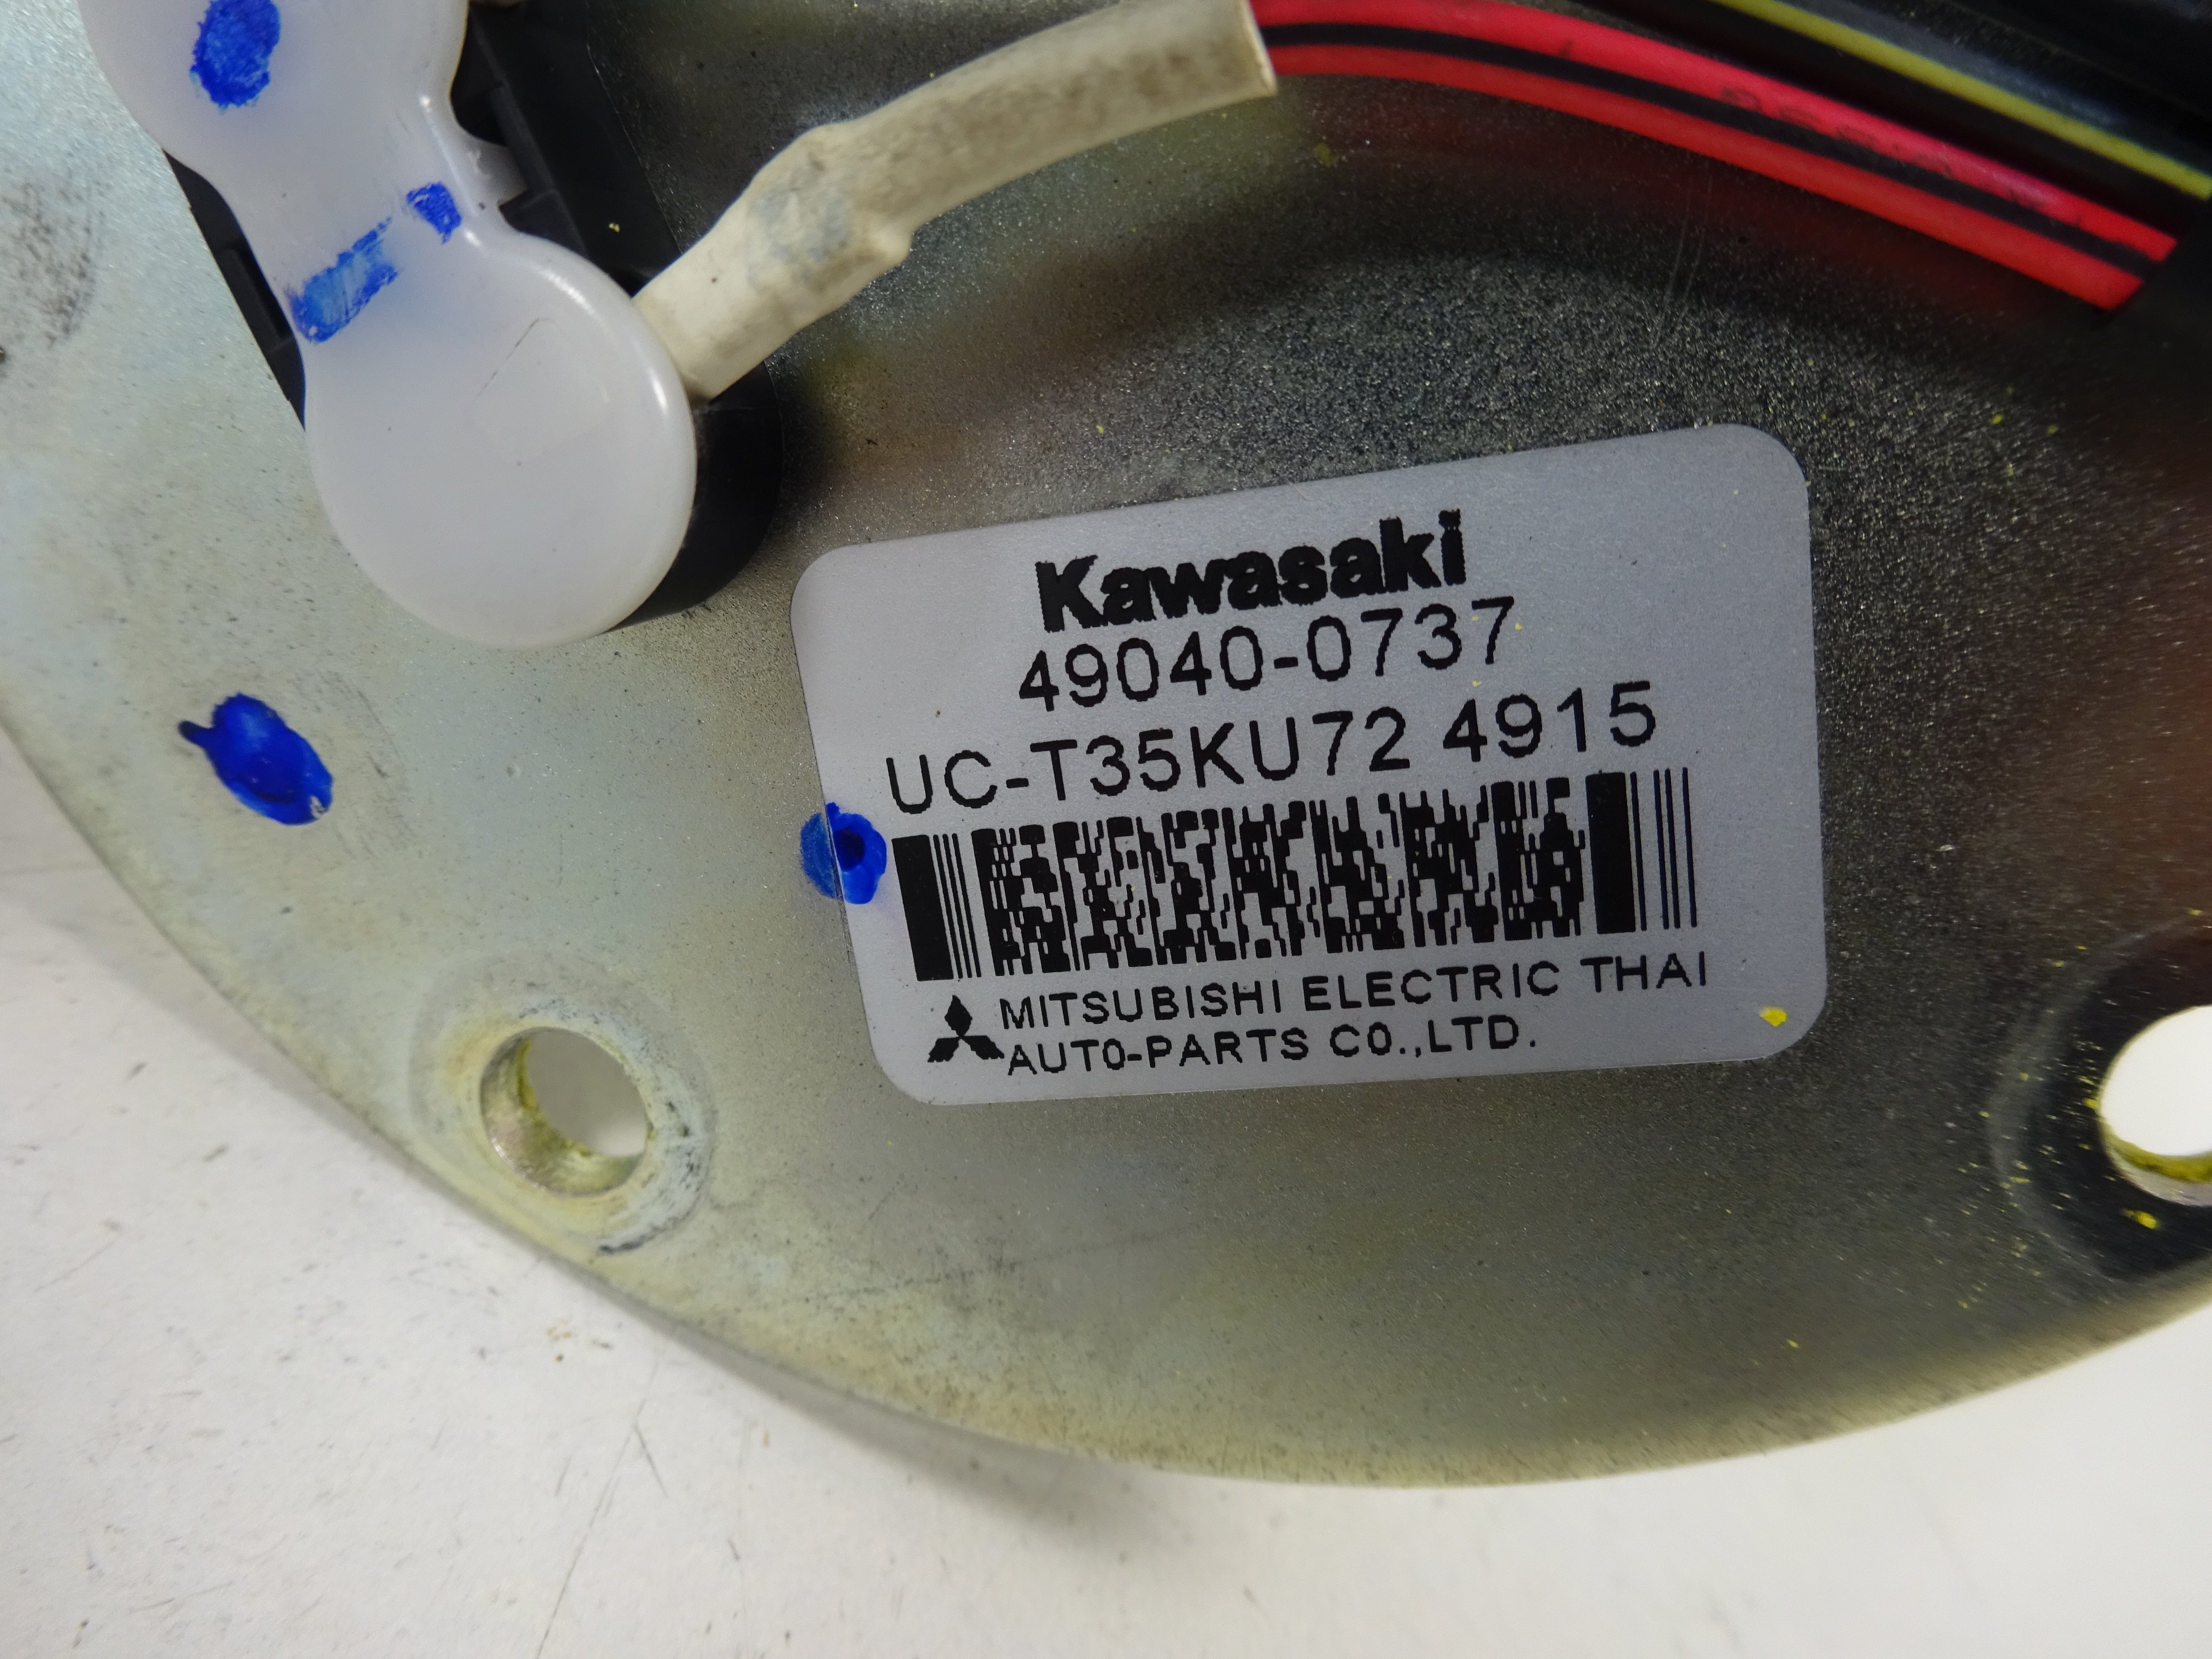 Kawasaki
49040-0737
UC-T35KU72 4915
MITSUBISHI ELECTRIC THAI
AUTO-PARTS CO.,LTD.